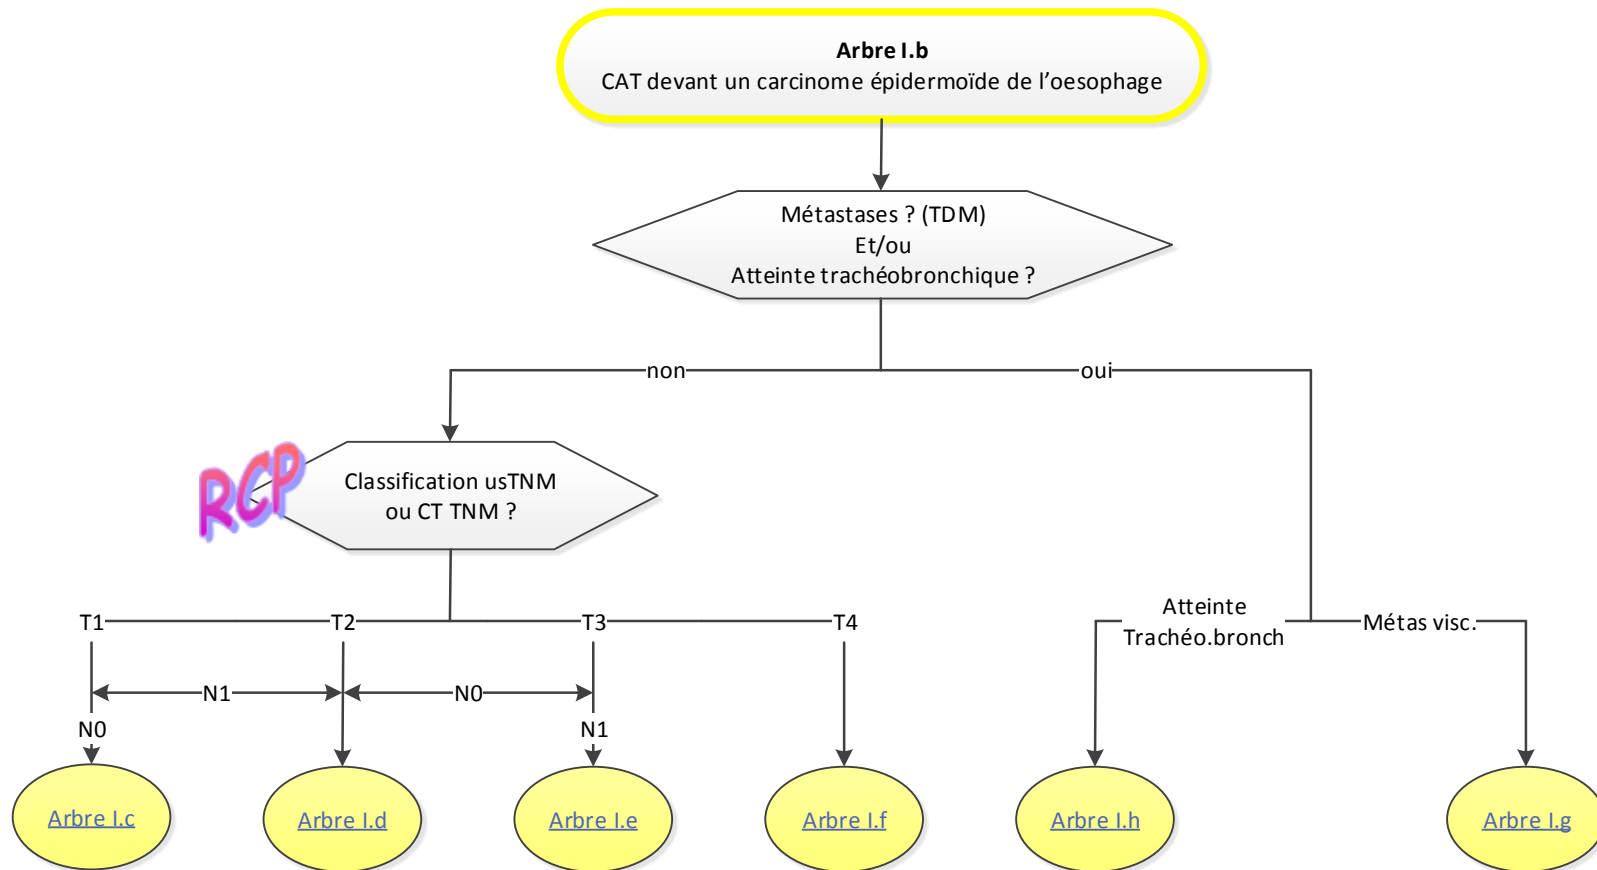 Arbre I.b
CAT devant un carcinome épidermoïde de l'oesophage
Métastases ? (TDM)
Et/ou
Atteinte trachéobronchique ?
non
oui
RCP
Classification usTNM
ou CT TNM ?
T1
T2
T3
T4
Atteinte
Trachéo.bronch
Métas visc.
N1
N0
N0
N1
Arbre I.c
Arbre I.d
Arbre I.e
Arbre I.f
Arbre I.h
Arbre I.g